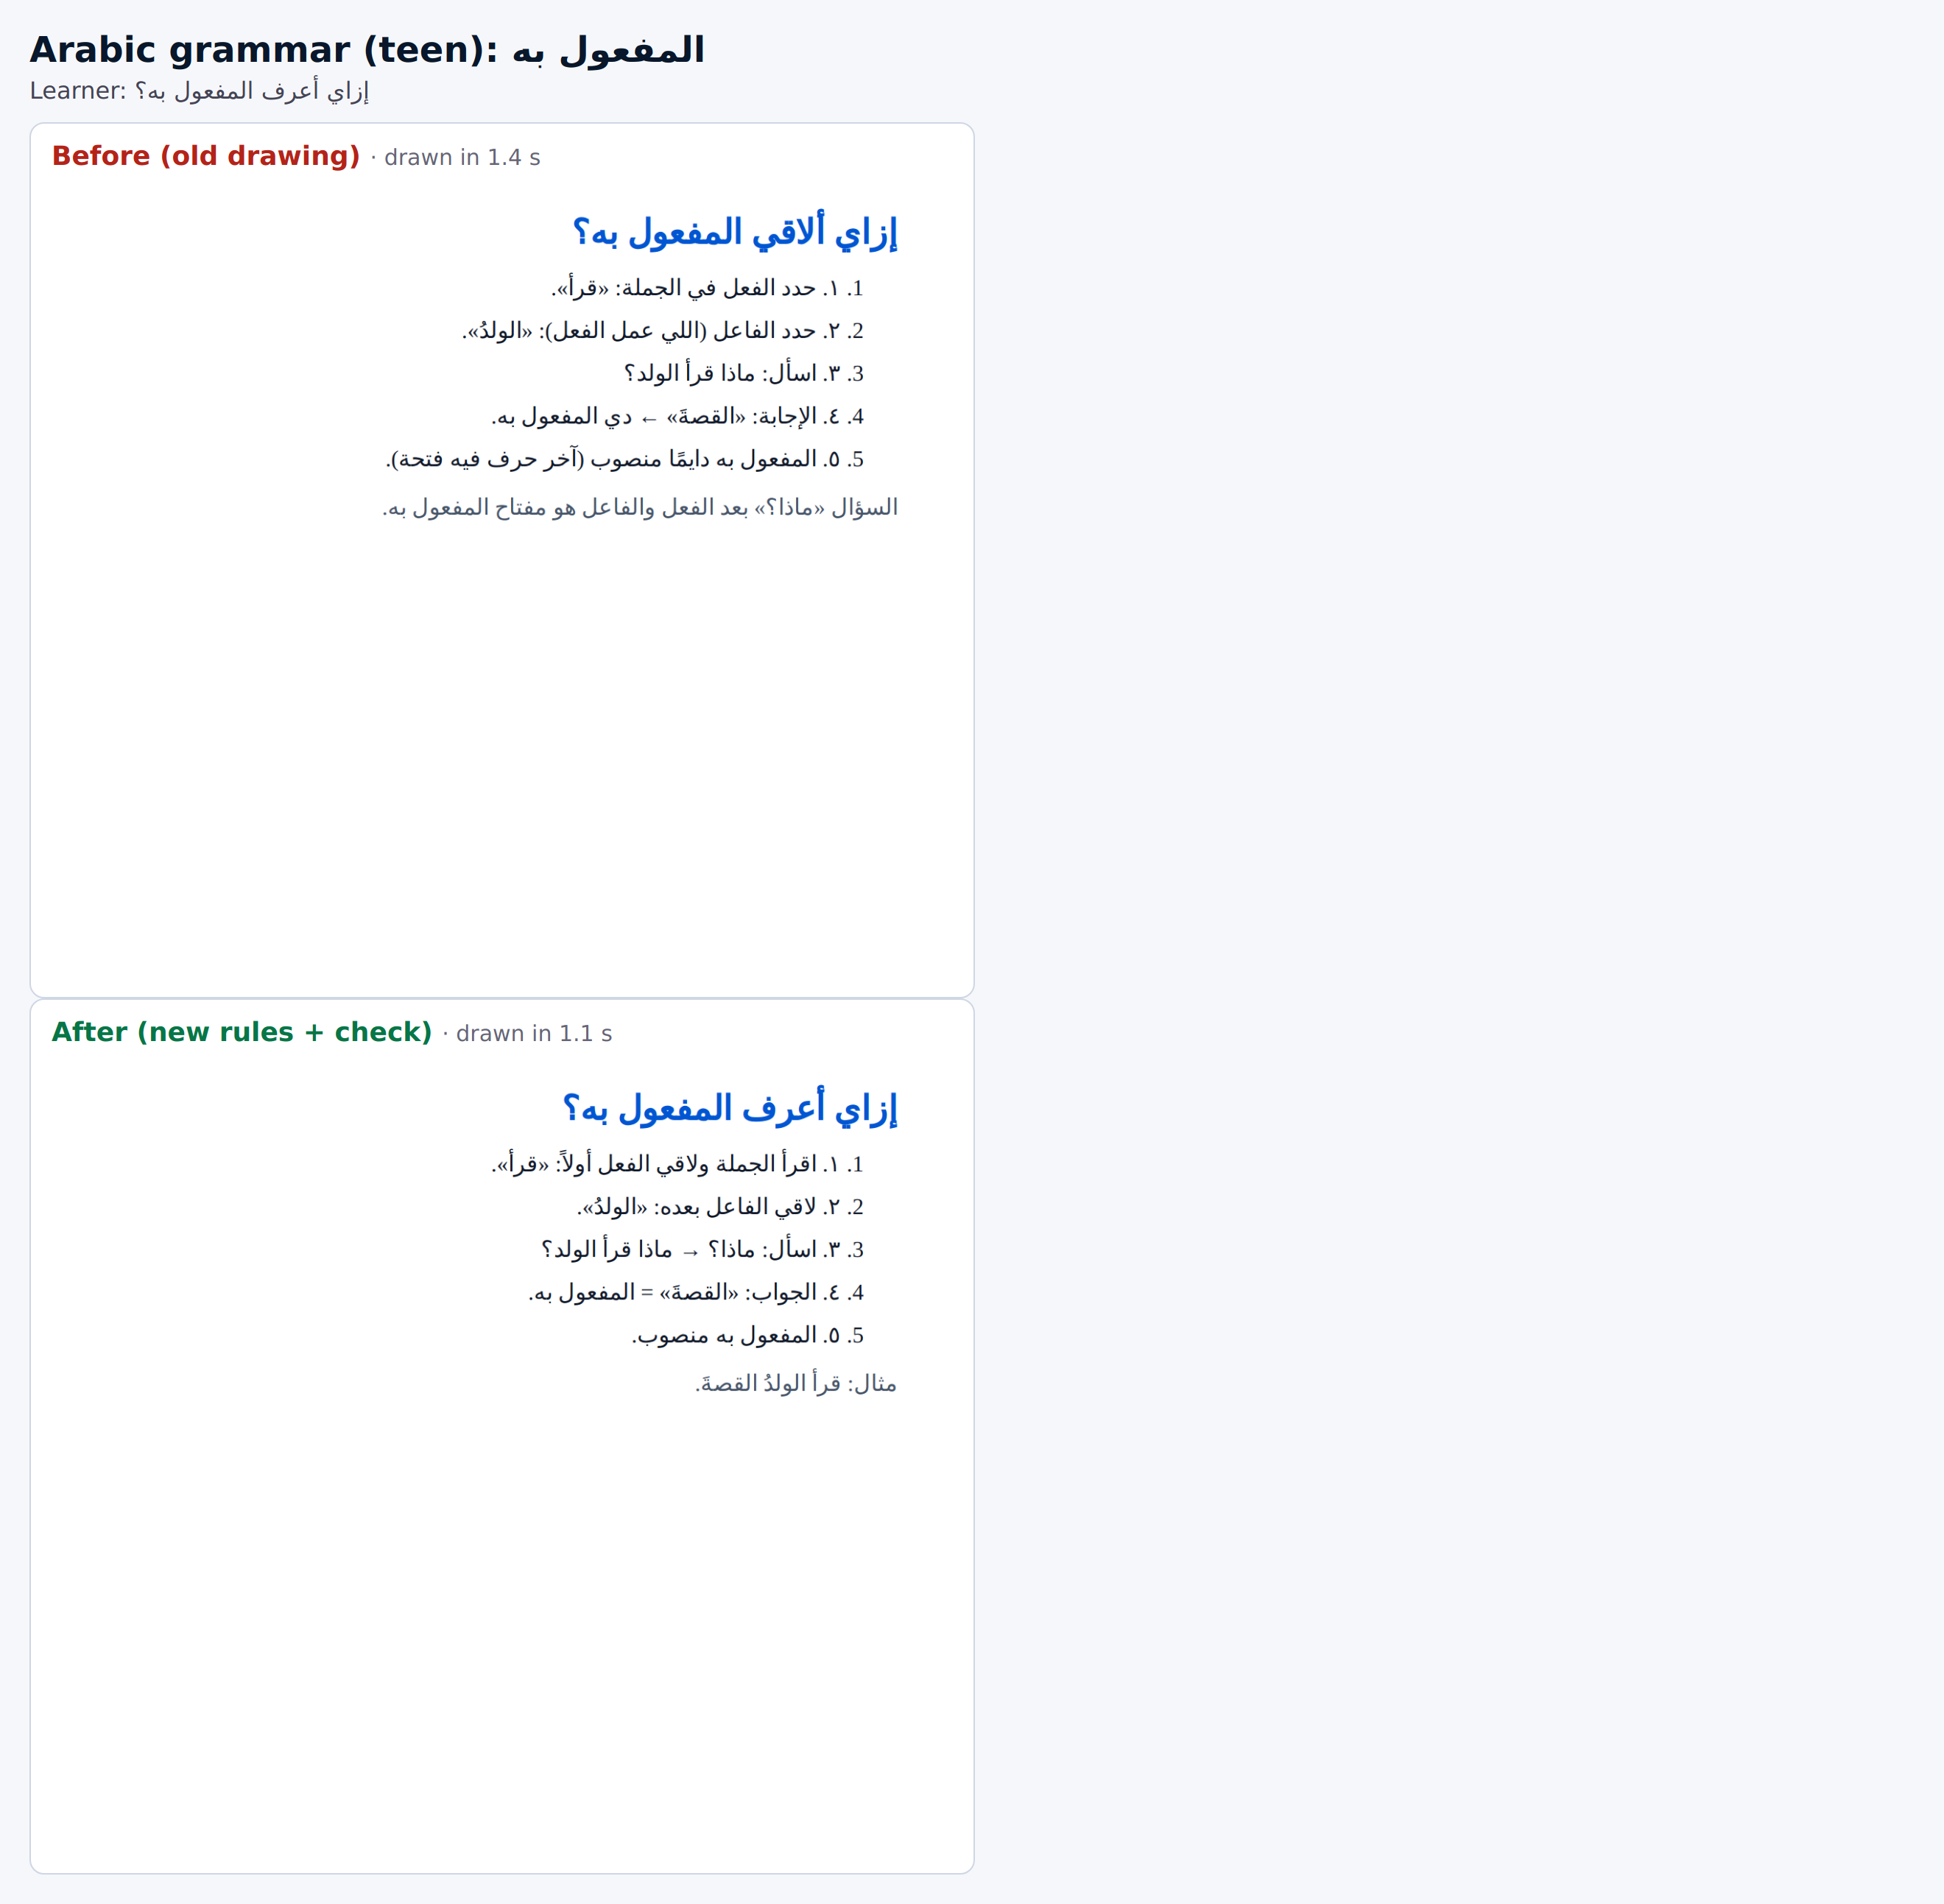 Arabic grammar (teen): المفعول به
Learner: إزاي أعرف المفعول به؟
Before (old drawing) · drawn in 1.4 s
إزاي ألاقي المفعول به؟
1. ١. حدد الفعل في الجملة: «قرأ».
2. ٢. حدد الفاعل (اللي عمل الفعل): «الولدُ».
3. ٣. اسأل: ماذا قرأ الولد؟
4. ٤. الإجابة: «القصةَ» ← دي المفعول به.
5. ٥. المفعول به دايمًا منصوب (آخر حرف فيه فتحة).
السؤال «ماذا؟» بعد الفعل والفاعل هو مفتاح المفعول به.
After (new rules + check) · drawn in 1.1 s
إزاي أعرف المفعول به؟
1. ١. اقرأ الجملة ولاقي الفعل أولاً: «قرأ».
2. ٢. لاقي الفاعل بعده: «الولدُ».
3. ٣. اسأل: ماذا؟ → ماذا قرأ الولد؟
4. ٤. الجواب: «القصةَ» = المفعول به.
5. ٥. المفعول به منصوب.
مثال: قرأ الولدُ القصةَ.